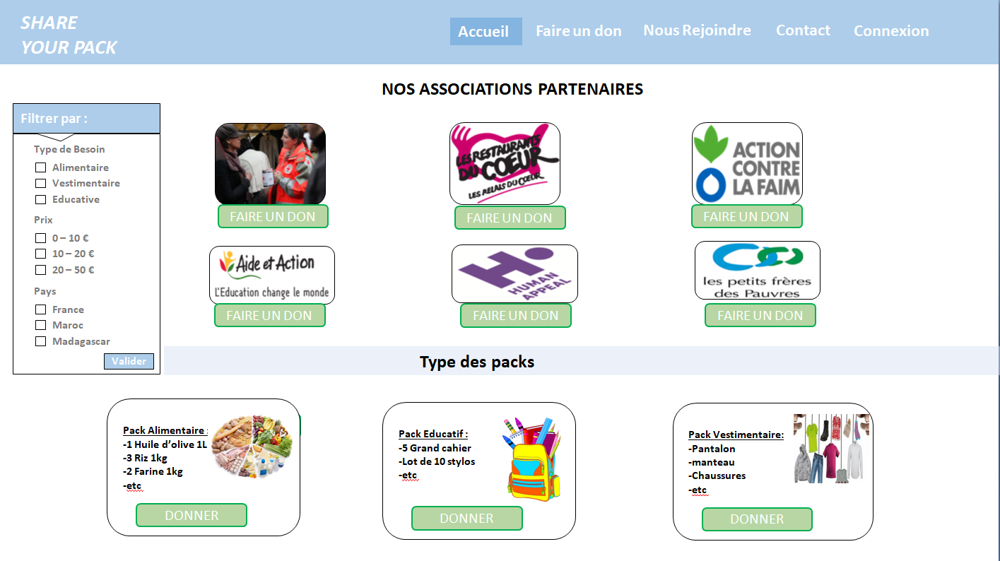 SHARE
YOUR PACK
Accueil
Faire un don
Nous Rejoindre
Contact
Connexion
NOS ASSOCIATIONS PARTENAIRES
Filtrer par :
Type de Besoin
Alimentaire
Vestimentaire
Educative
Prix
0 – 10 €
10 – 20 €
20 – 50 €
Pays
France
Maroc
Madagascar
Valider
LES RESTAURANTS
DU CŒUR
LES RELAIS DU CŒUR
ACTION
CONTRE
LA FAIM
FAIRE UN DON
FAIRE UN DON
FAIRE UN DON
Aide et Action
L'Education change le monde
HUMAN
APPEAL
les petits frères
des Pauvres
FAIRE UN DON
FAIRE UN DON
FAIRE UN DON
Type des packs
Pack Alimentaire :
-1 Huile d’olive 1L
-3 Riz 1kg
-2 Farine 1kg
-etc
DONNER
Pack Educatif :
-5 Grand cahier
-Lot de 10 stylos
-etc
DONNER
Pack Vestimentaire:
-Pantalon
-manteau
-Chaussures
-etc
DONNER